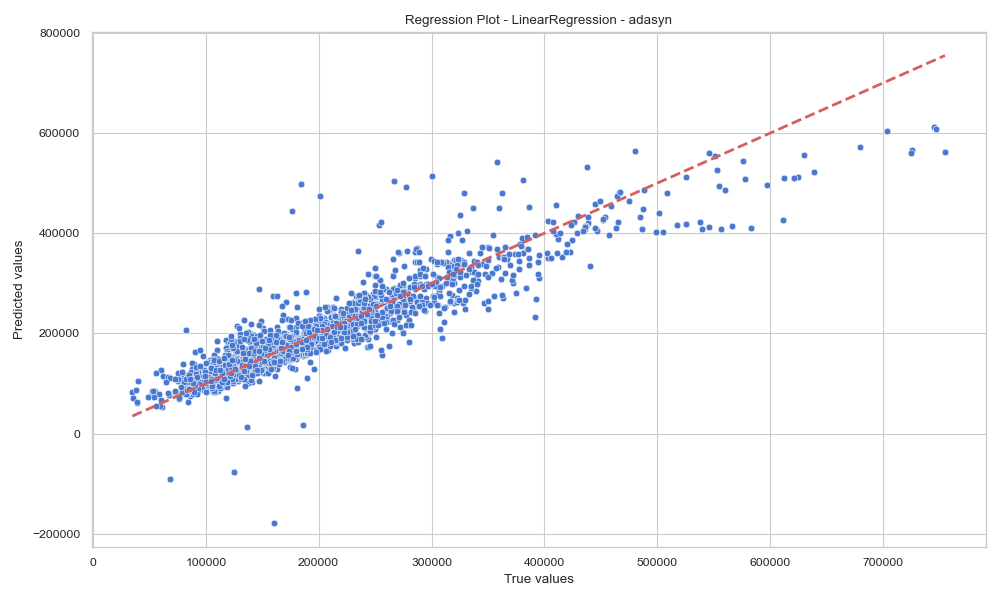 Regression Plot - LinearRegression - adasyn
800000
600000
400000
200000
0
−200000
Predicted values
0 100000 200000 300000 400000 500000 600000 700000
True values